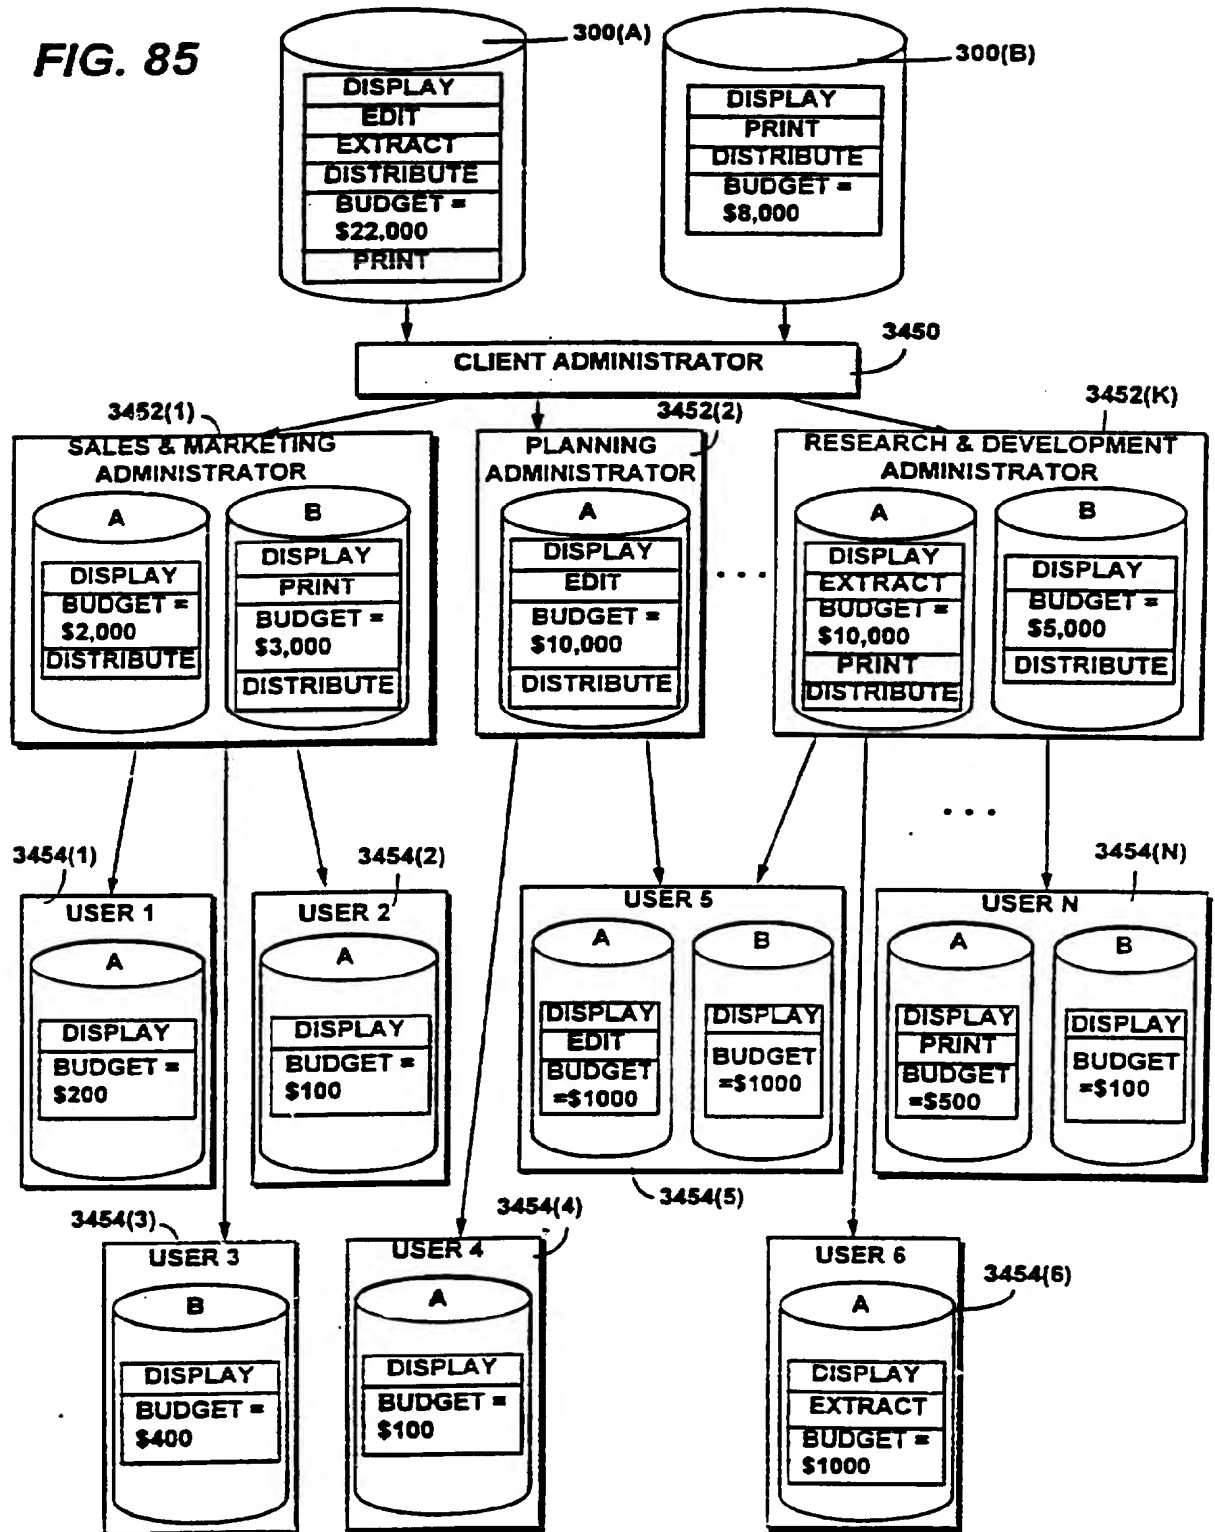 FIG. 85
300(A)
DISPLAY
EDIT
EXTRACT
DISTRIBUTE
BUDGET =
$22,000
PRINT
300(B)
DISPLAY
PRINT
DISTRIBUTE
BUDGET =
$8,000
CLIENT ADMINISTRATOR
3450
3452(1)
SALES & MARKETING
ADMINISTRATOR
A
DISPLAY
BUDGET =
$2,000
DISTRIBUTE
B
DISPLAY
PRINT
BUDGET =
$3,000
DISTRIBUTE
3452(2)
PLANNING
ADMINISTRATOR
A
DISPLAY
EDIT
BUDGET =
$10,000
DISTRIBUTE
. . .
3452(K)
RESEARCH & DEVELOPMENT
ADMINISTRATOR
A
DISPLAY
EXTRACT
BUDGET =
$10,000
PRINT
DISTRIBUTE
B
DISPLAY
BUDGET =
$5,000
DISTRIBUTE
. . .
3454(1)
USER 1
A
DISPLAY
BUDGET =
$200
3454(2)
USER 2
A
DISPLAY
BUDGET =
$100
USER 5
A
DISPLAY
EDIT
BUDGET
=$1000
B
DISPLAY
BUDGET
=$1000
3454(5)
3454(N)
USER N
A
DISPLAY
PRINT
BUDGET
=$500
B
DISPLAY
BUDGET
=$100
3454(3)
USER 3
B
DISPLAY
BUDGET =
$400
3454(4)
USER 4
A
DISPLAY
BUDGET =
$100
USER 6
3454(6)
A
DISPLAY
EXTRACT
BUDGET =
$1000